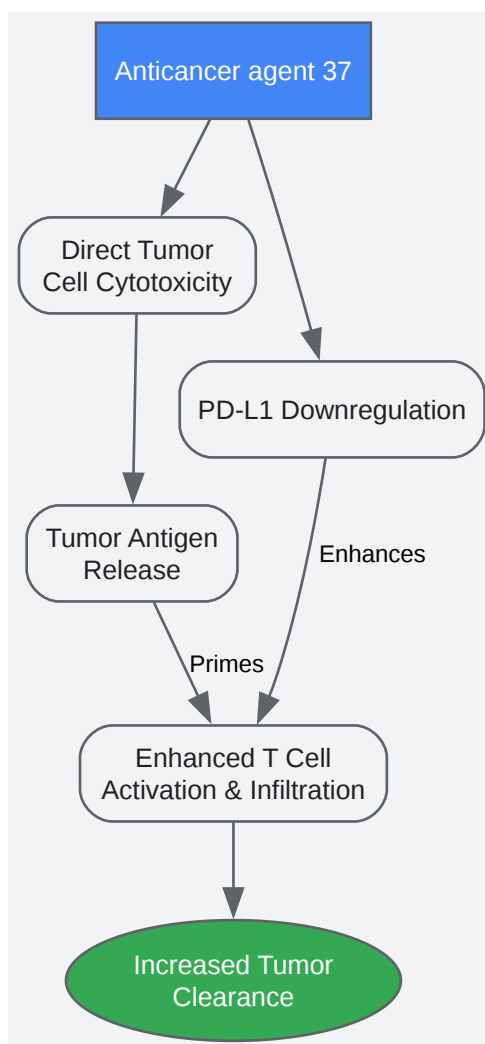 Anticancer agent 37
Direct Tumor
Cell Cytotoxicity
PD-L1 Downregulation
Tumor Antigen
Release
Enhances
Primes
Enhanced T Cell
Activation & Infiltration
Increased Tumor
Clearance